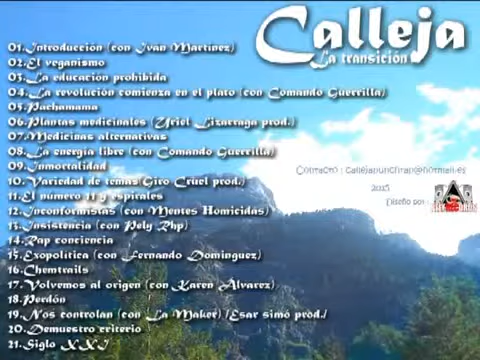 Calleja
La transición
01.Introducción (con Iván Martínez)
02.El veganismo
03.La educación prohibida
04.La revolución comienza en el plato (con Comando Guerrilla)
05.Pachamama
06.Plantas medicinales (Uriel Lizarraga prod.)
07.Medicinas alternativas
08.La energía libre (con Comando Guerrilla)
09.Inmortalidad
10.Variedad de temas(Giro Cruel prod.)
11.El número 11 y espirales
12.Inconformistas (con Mentes Homicidas)
13.Insistencia (con Pely Rhp)
14.Rap conciencia
15.Exopolítica (con Fernando Domínguez)
16.Chemtrails
17.Volvemos al origen (con Karen Álvarez)
18.Perdón
19.Nos controlan (con La Maker) /Esar simó prod./
20.Demuestro criterio
21.Siglo XXI
Contacto :
2015
Diseño por: